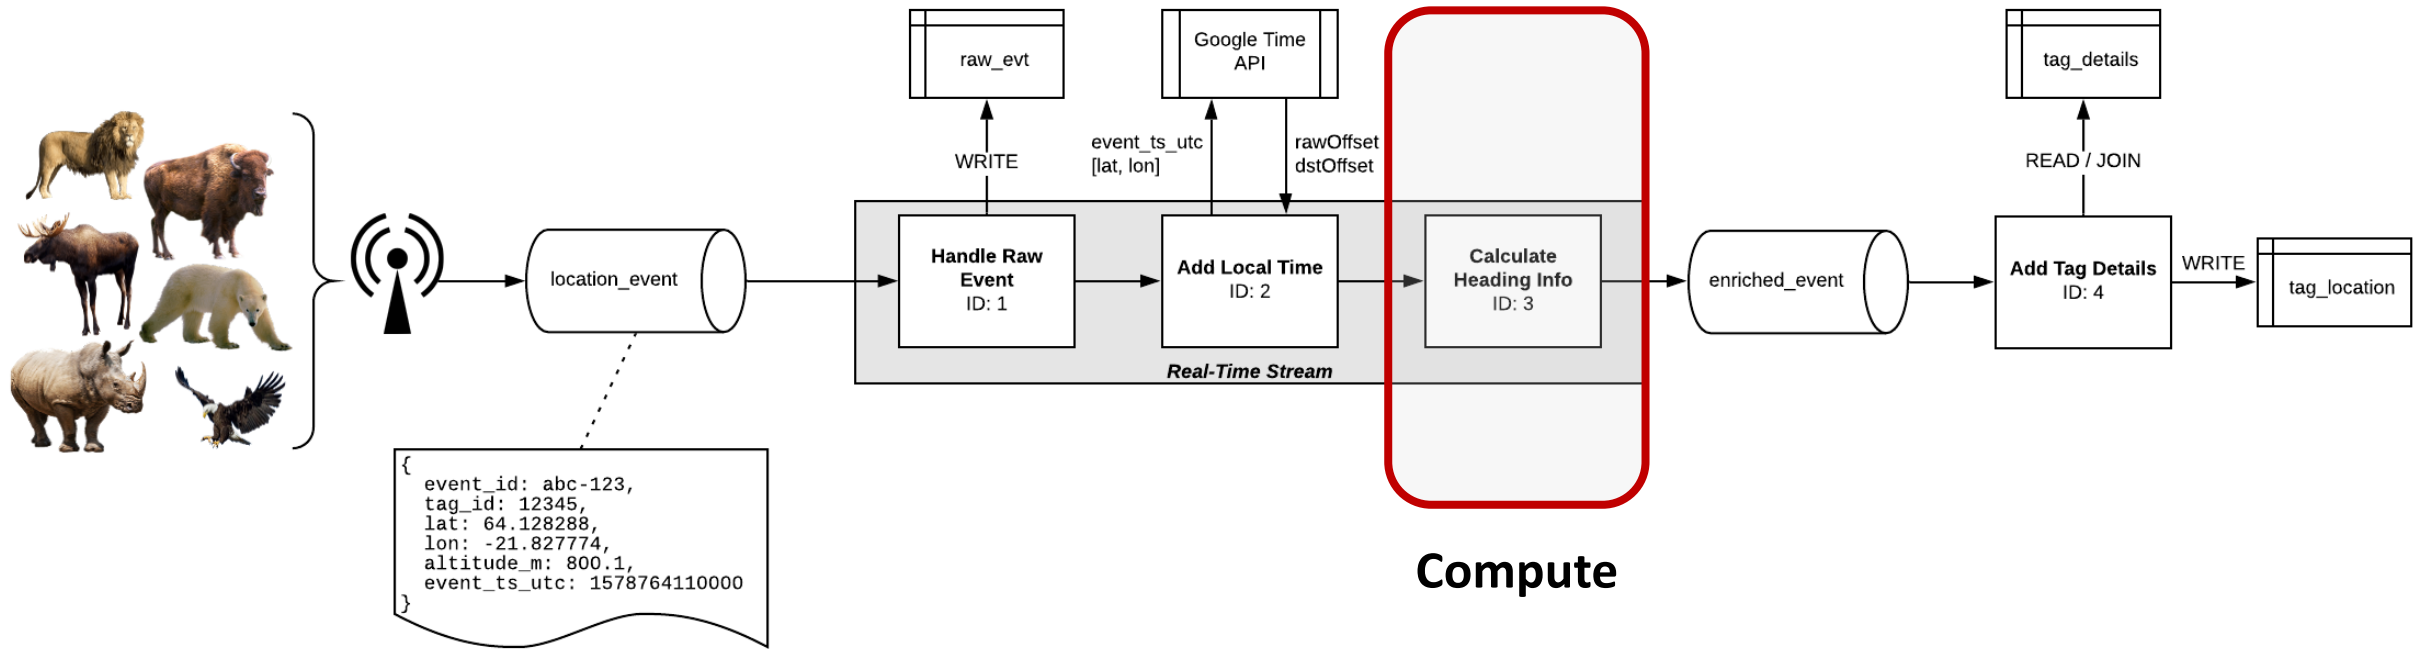 raw_evt
Google Time
API
tag_details
event_ts_utc
[lat, lon]
rawOffset
dstOffset
WRITE
READ / JOIN
location_event
Handle Raw
Event
ID: 1
Add Local Time
ID: 2
Calculate
Heading Info
ID: 3
enriched_event
Add Tag Details
ID: 4
WRITE
tag_location
Real-Time Stream
{
event_id: abc-123,
tag_id: 12345,
lat: 64.128288,
lon: -21.827774,
altitude_m: 800.1,
event_ts_utc: 1578764110000
}
Compute